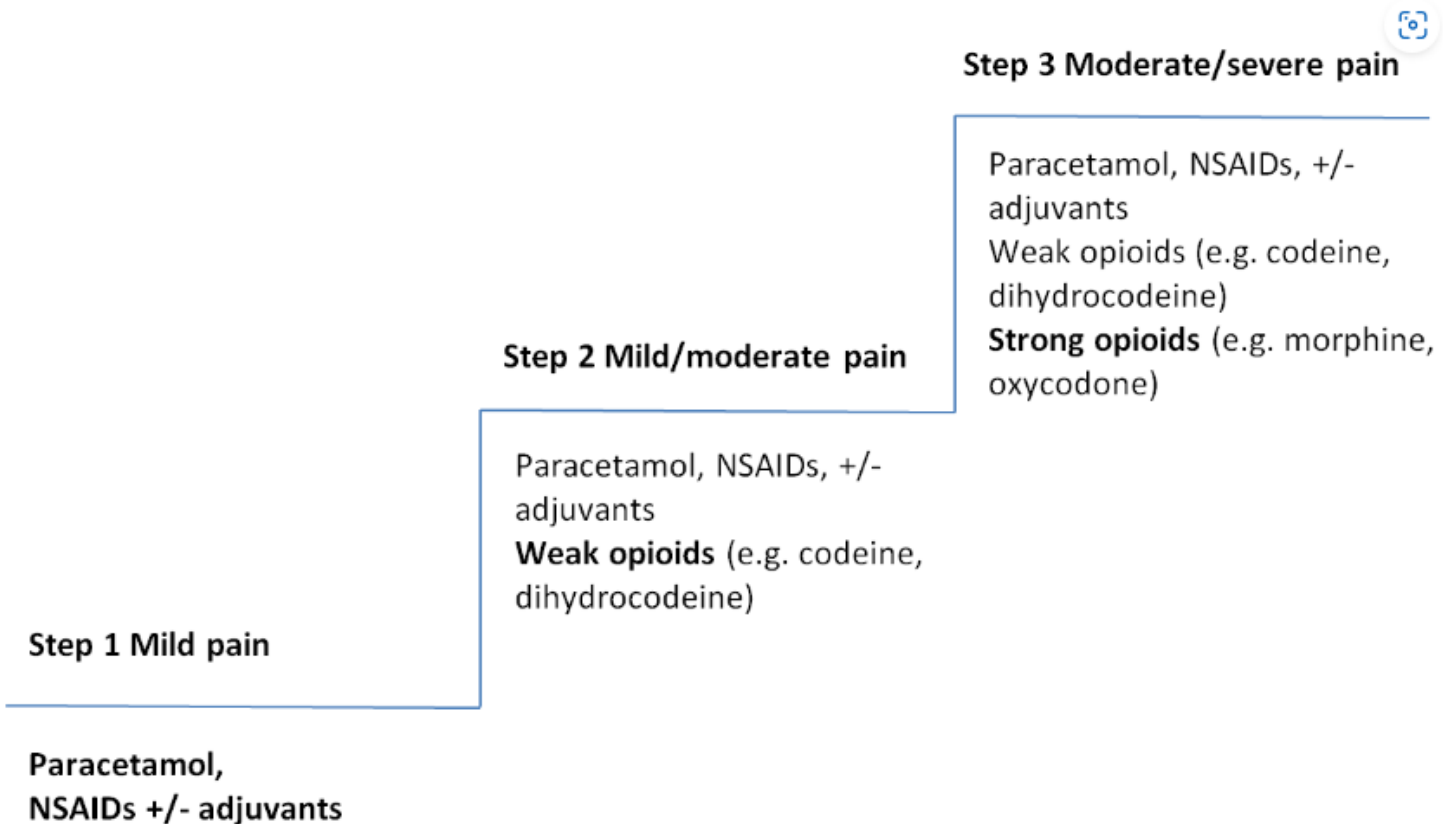 Step 3 Moderate/severe pain
Paracetamol, NSAIDs, +/-
adjuvants
Weak opioids (e.g. codeine,
dihydrocodeine)
Strong opioids (e.g. morphine,
oxycodone)
Step 2 Mild/moderate pain
Paracetamol, NSAIDs, +/-
adjuvants
Weak opioids (e.g. codeine,
dihydrocodeine)
Step 1 Mild pain
Paracetamol,
NSAIDs +/- adjuvants